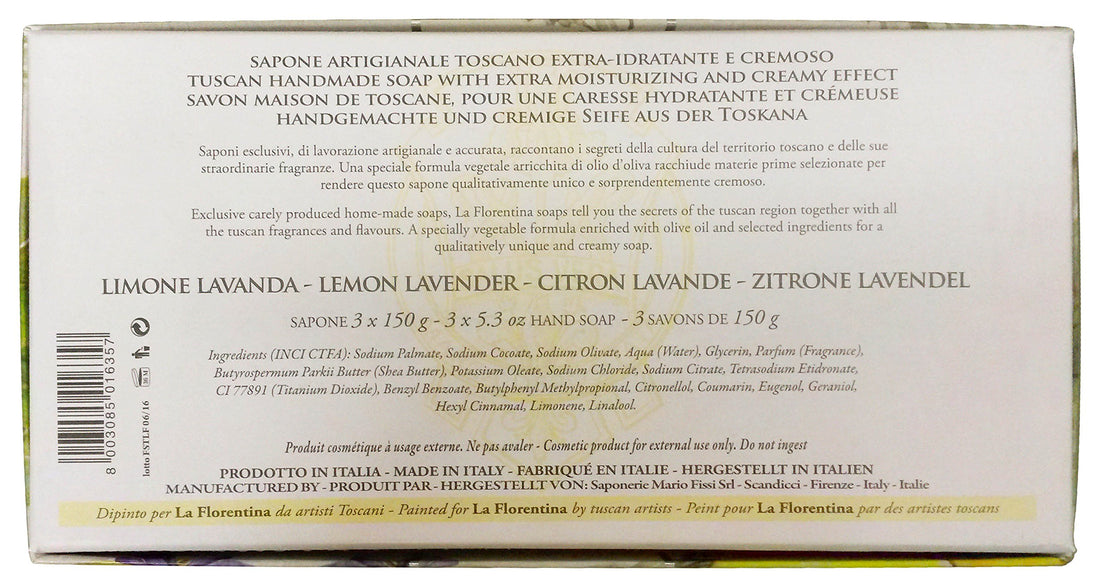 SAPONE ARTIGIANALE TOSCANO EXTRA-IDRATANTE E CREMOSO
TUSCAN HANDMADE SOAP WITH EXTRA MOISTURIZING AND CREAMY EFFECT
SAVON MAISON DE TOSCANE, POUR UNE CARESSE HYDRATANTE ET CRÉMEUSE
HANDGEMACHTE UND CREMIGE SEIFE AUS DER TOSKANA
Saponi esclusivi, di lavorazione artigianale e accurata, raccontano i segreti della cultura del territorio toscano e delle sue
straordinarie fragranze. Una speciale formula vegetale arricchita di olio d'oliva racchiude materie prime selezionate per
rendere questo sapone qualitativamente unico e sorprendentemente cremoso.
Exclusive carely produced home-made soaps, La Florentina soaps tell you the secrets of the tuscan region together with all
the tuscan fragrances and flavours. A specially vegetable formula enriched with olive oil and selected ingredients for a
qualitatively unique and creamy soap.
LIMONE LAVANDA - LEMON LAVENDER - CITRON LAVANDE - ZITRONE LAVENDEL
SAPONE 3 x 150 g - 3 x 5.3 oz HAND SOAP - 3 SAVONS DE 150 g
Ingredients (INCI CTFA): Sodium Palmate, Sodium Cocoate, Sodium Olivate, Aqua (Water), Glycerin, Parfum (Fragrance),
Butyrospermum Parkii Butter (Shea Butter), Potassium Oleate, Sodium Chloride, Sodium Citrate, Tetrasodium Etidronate,
CI 77891 (Titanium Dioxide), Benzyl Benzoate, Butylphenyl Methylpropional, Citronellol, Coumarin, Eugenol, Geraniol,
Hexyl Cinnamal, Limonene, Linalool.
8 003085 016357
lotto FSTLF 06/16
36 M
Produit cosmétique à usage externe. Ne pas avaler - Cosmetic product for external use only. Do not ingest
PRODOTTO IN ITALIA - MADE IN ITALY - FABRIQUÉ EN ITALIE - HERGESTELLT IN ITALIEN
MANUFACTURED BY - PRODUIT PAR - HERGESTELLT VON: Saponerie Mario Fissi Srl - Scandicci - Firenze - Italy - Italie
Dipinto per La Florentina da artisti Toscani - Painted for La Florentina by tuscan artists - Peint pour La Florentina par des artistes toscans